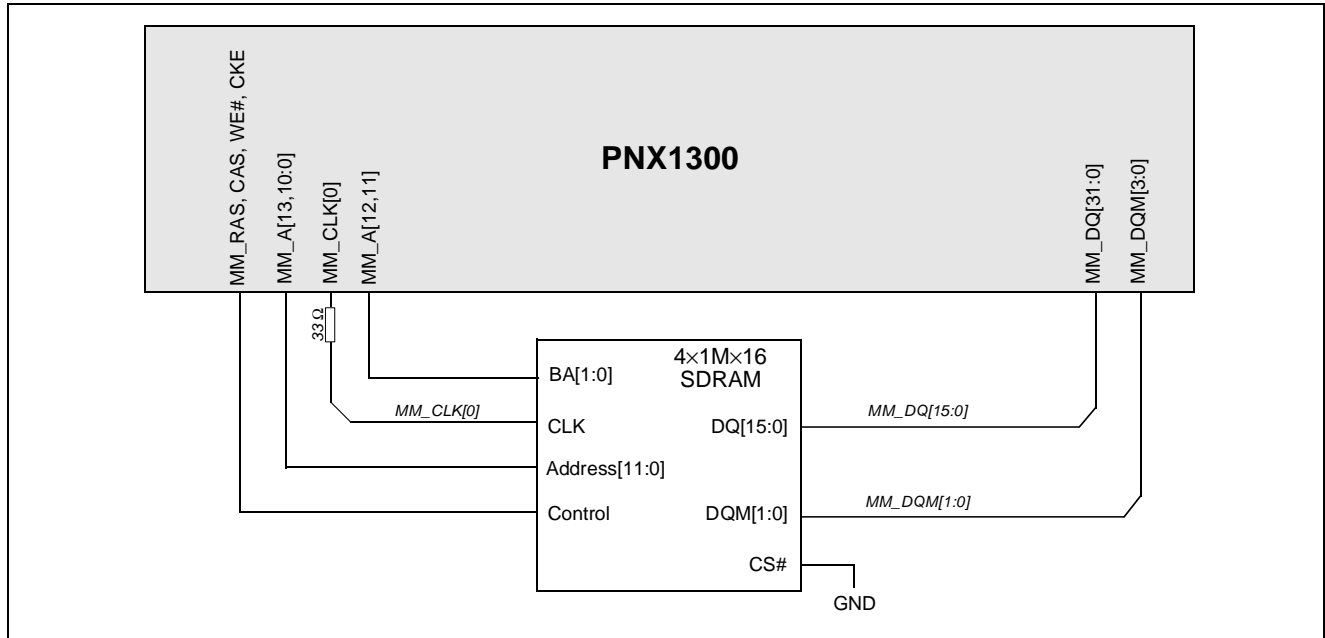 PNX1300
MM_RAS, CAS, WE#, CKE
MM_A[13,10:0]
MM_CLK[0]
MM_A[12,11]
MM_DQ[31:0]
MM_DQM[3:0]
33 Ω
4×1M×16
SDRAM
BA[1:0]
MM_CLK[0]
CLK
DQ[15:0]
MM_DQ[15:0]
Address[11:0]
Control
DQM[1:0]
MM_DQM[1:0]
CS#
GND